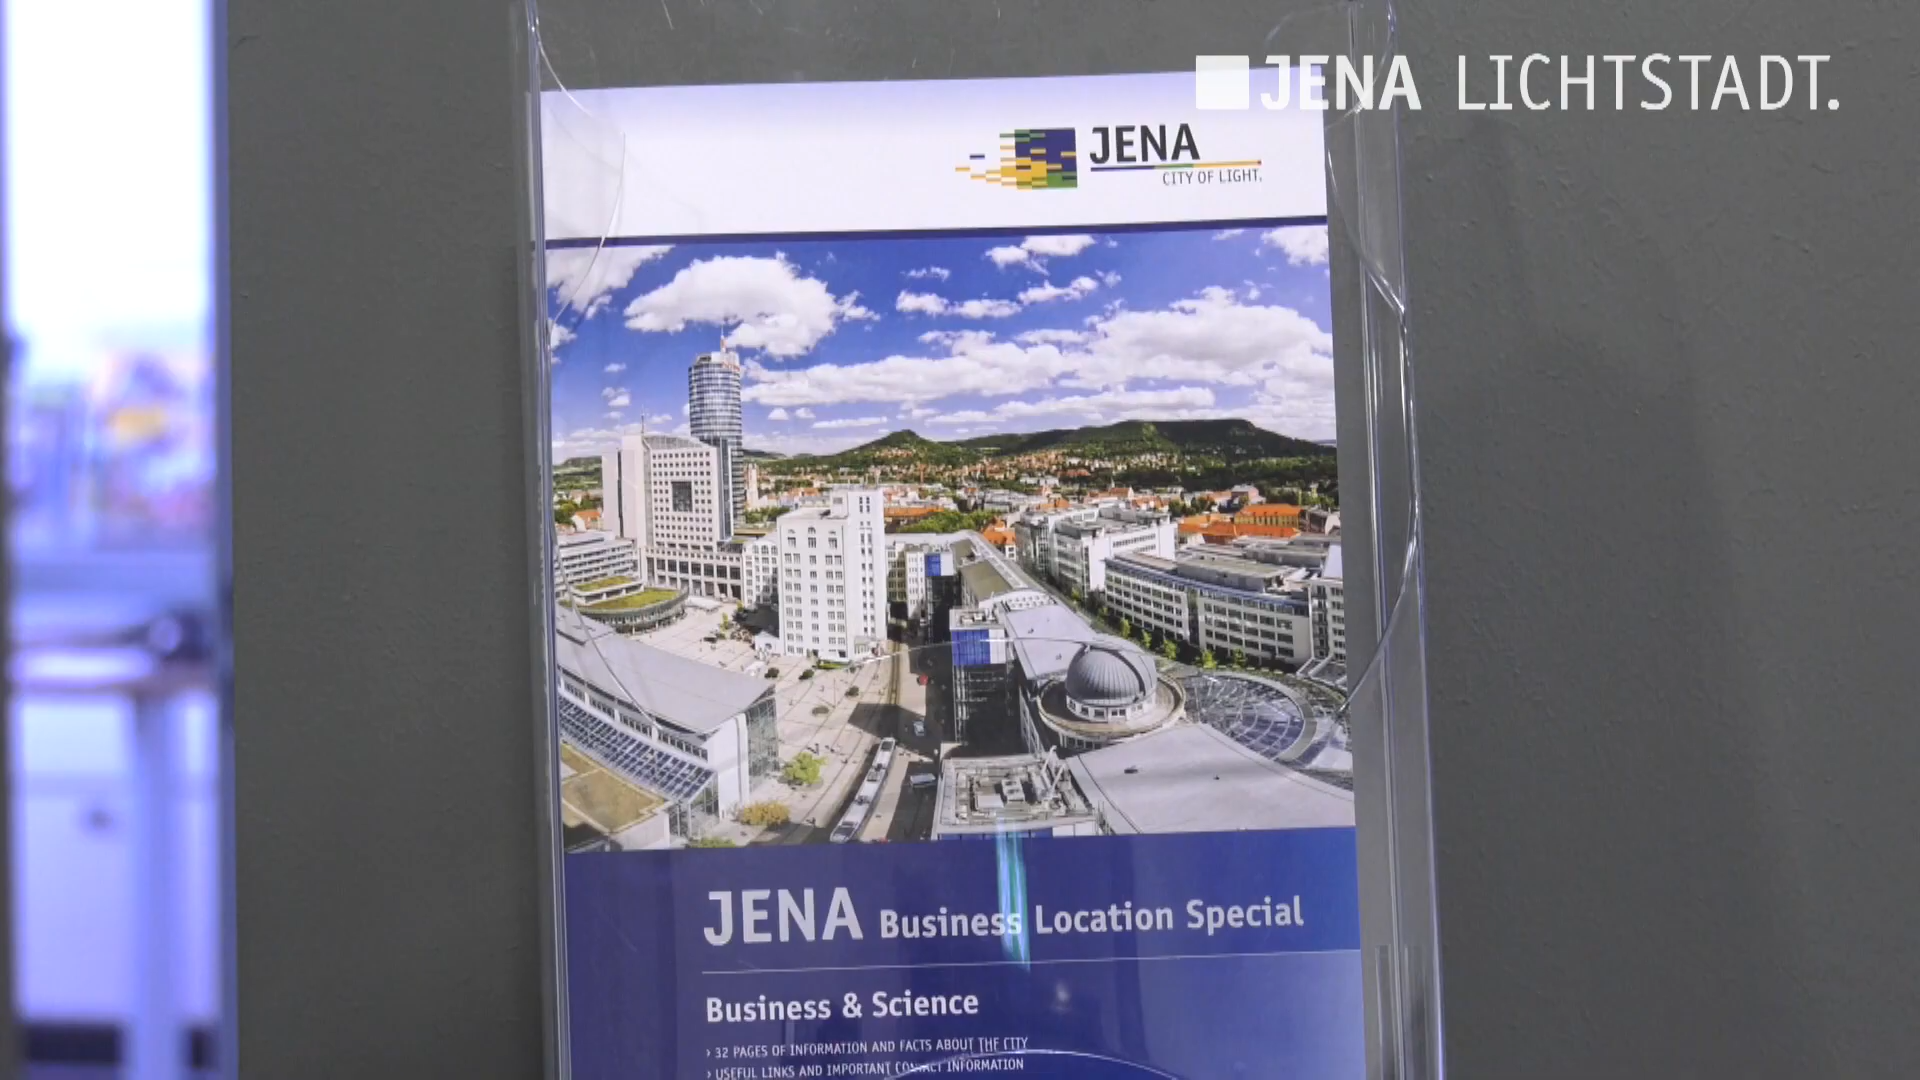 JENA LICHTSTADT.
JENA
CITY OF LIGHT.
JENA Business Location Special
Business & Science
› 32 PAGES OF INFORMATION AND FACTS ABOUT THE CITY
› USEFUL LINKS AND IMPORTANT CONTACT INFORMATION